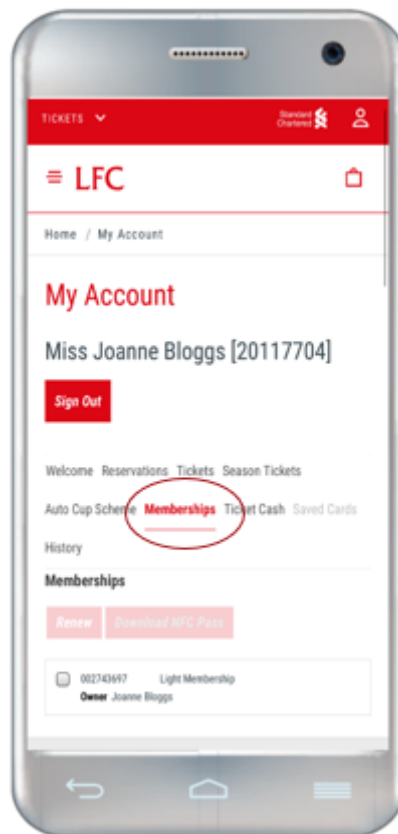 TICKETS
Standard Chartered
LFC
Home / My Account
My Account
Miss Joanne Bloggs [20117704]
Sign Out
Welcome Reservations Tickets Season Tickets
Auto Cup Scheme Memberships Ticket Cash Saved Cards
History
Memberships
Renew Download NFC Pass
002743697 Light Membership
Owner Joanne Bloggs